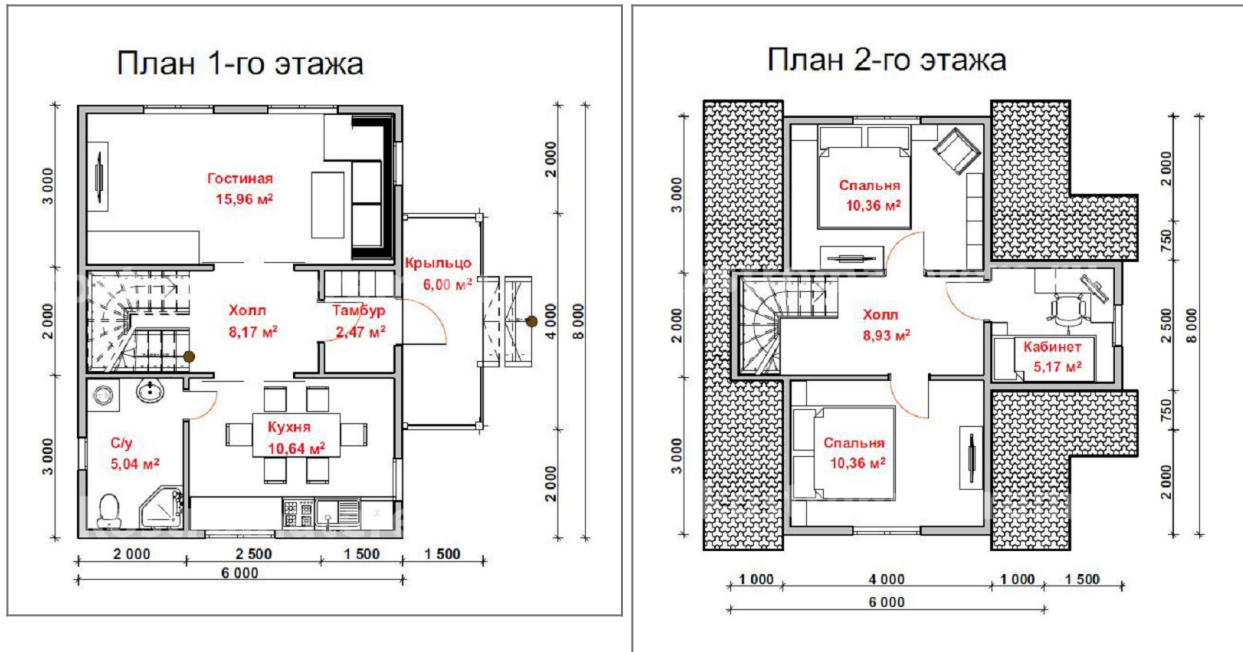 План 1-го этажа
3 000
2 000
3 000
Гостиная
15,96 м²
Крыльцо
6,00 м²
Холл
8,17 м²
Тамбур
2,47 м²
С/у
5,04 м²
Кухня
10,64 м²
2 000
4 000
2 000
8 000
2 000
2 500
1 500
1 500
6 000
План 2-го этажа
3 000
2 000
3 000
Спальня
10,36 м²
Холл
8,93 м²
Кабинет
5,17 м²
Спальня
10,36 м²
2 000
750
2 500
750
2 000
8 000
1 000
4 000
1 000
1 500
6 000